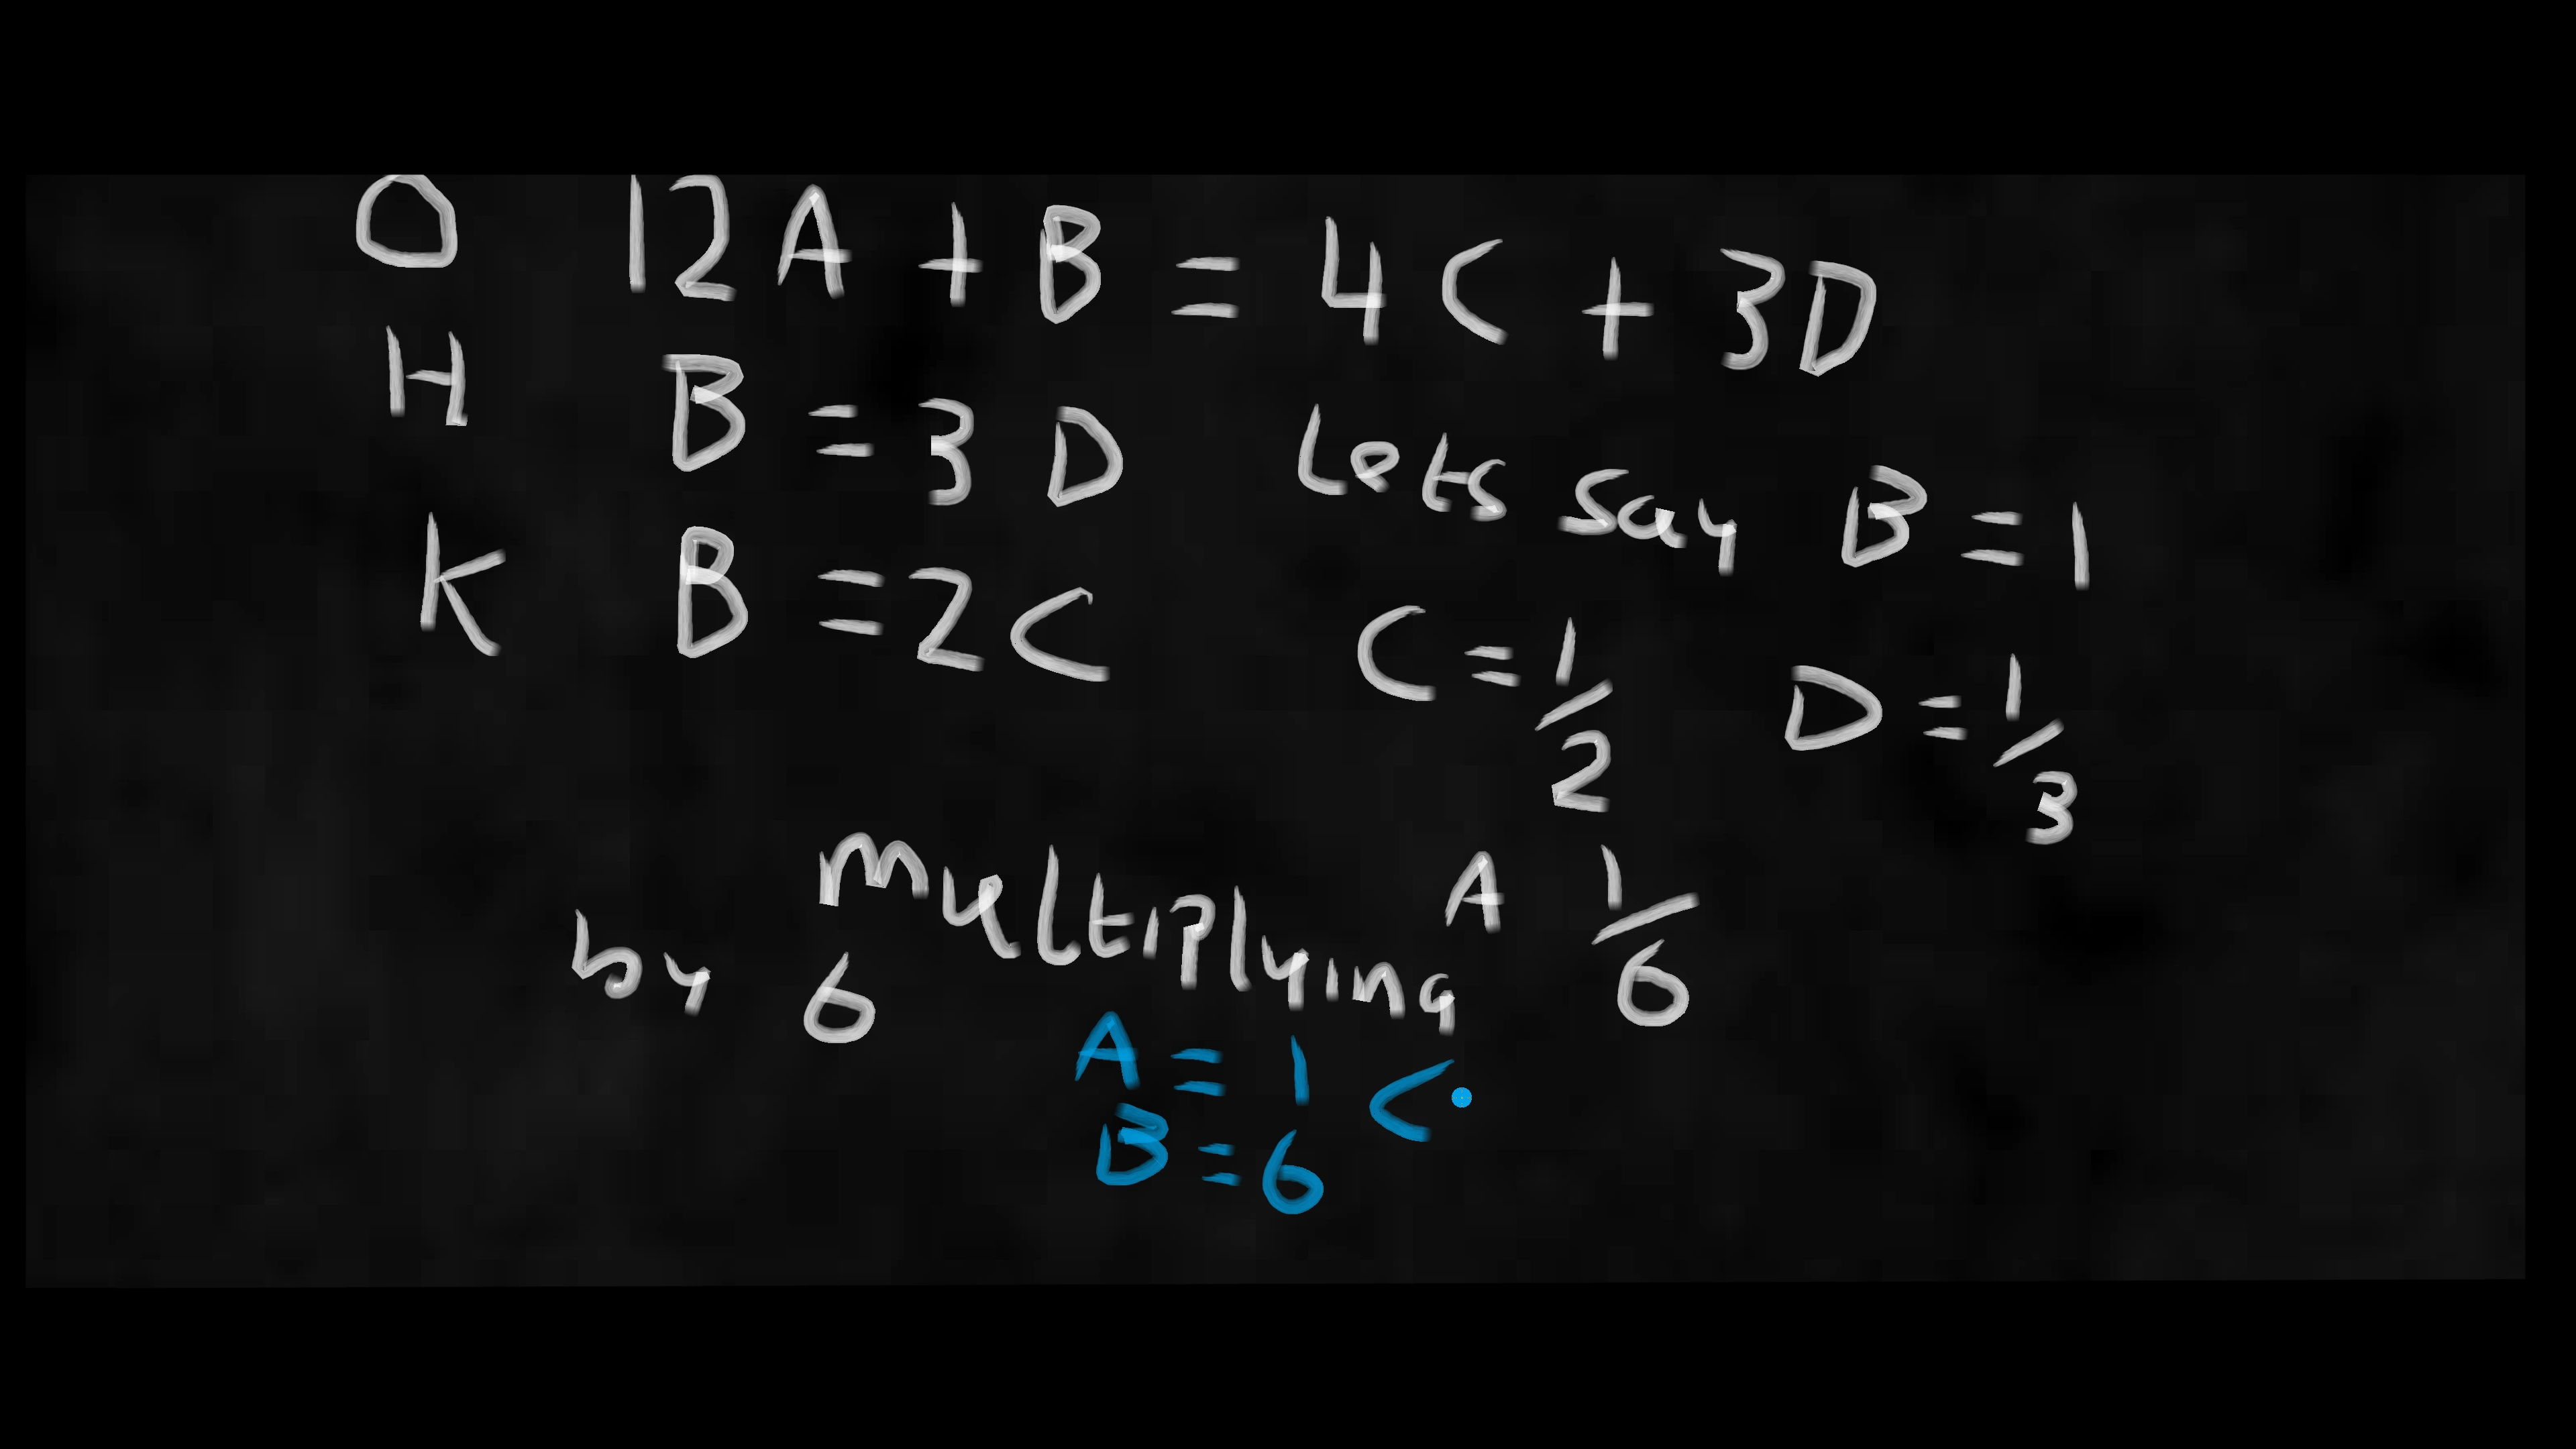 O 12A + B = 4C + 3D
H B = 3D Lets say B = 1
K B = 2C C = 1/2 D = 1/3
multiplying A 1/6
by 6
A = 1 C
B = 6